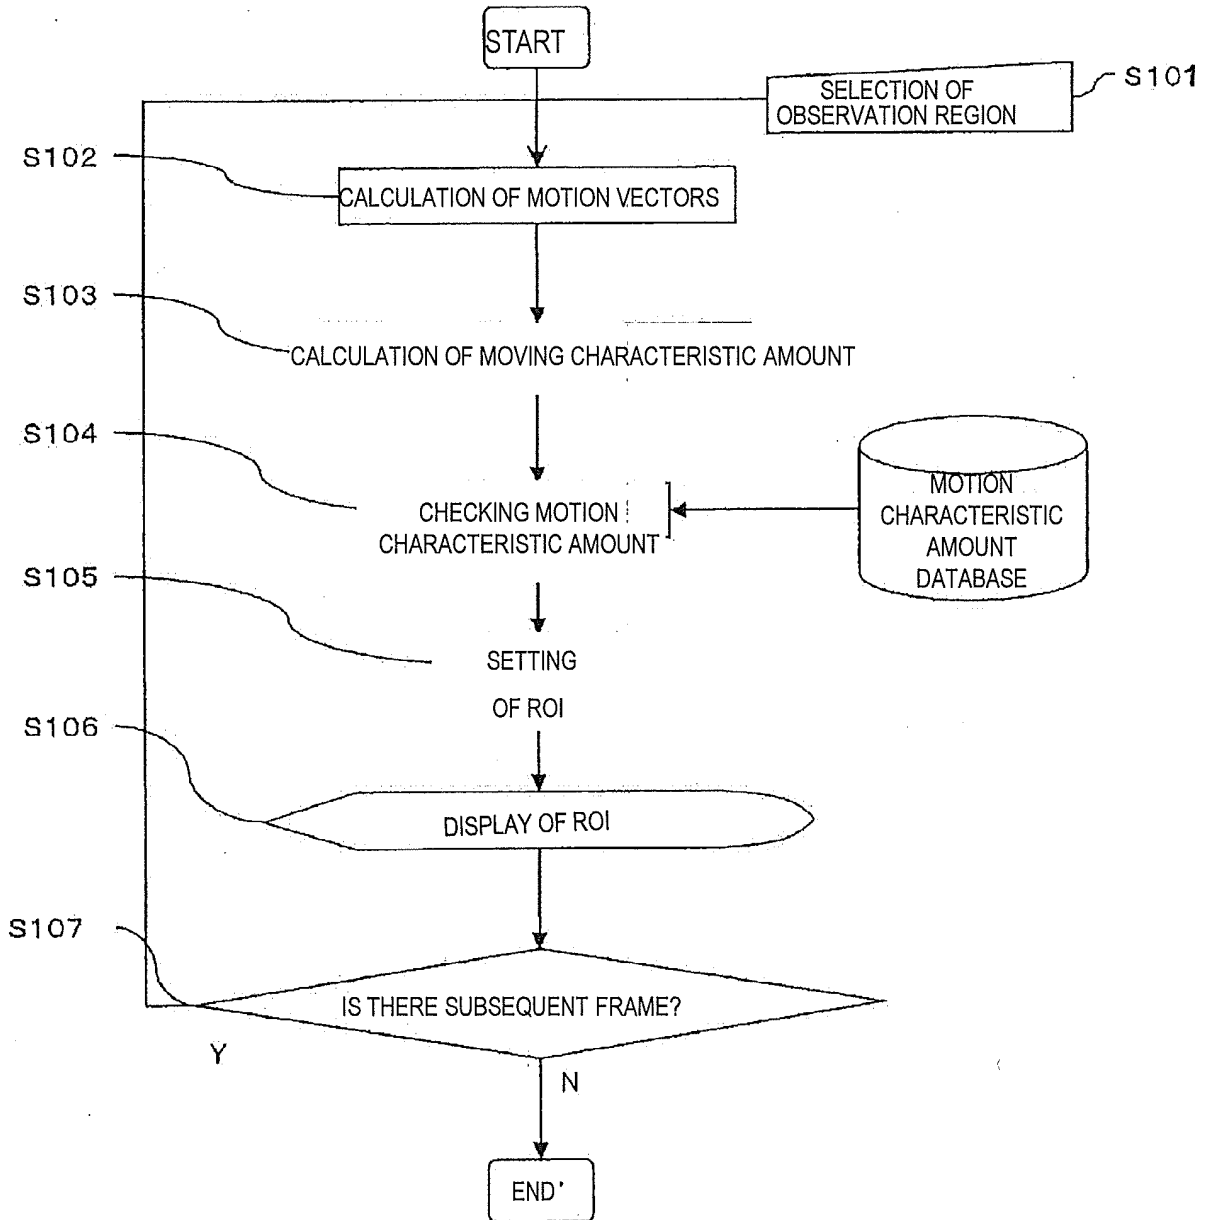 START
S101
SELECTION OF
OBSERVATION REGION
S102
CALCULATION OF MOTION VECTORS
S103
CALCULATION OF MOVING CHARACTERISTIC AMOUNT
S104
CHECKING MOTION
CHARACTERISTIC AMOUNT
MOTION
CHARACTERISTIC
AMOUNT
DATABASE
S105
SETTING
OF ROI
S106
DISPLAY OF ROI
S107
IS THERE SUBSEQUENT FRAME?
Y
N
END'